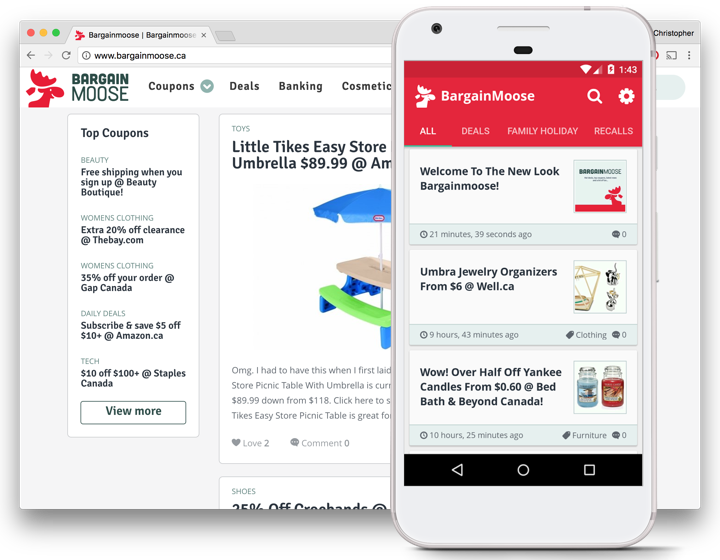 Bargainmoose | Bargainmoose
Christopher
www.bargainmoose.ca
BARGAIN
MOOSE
Coupons
Deals
Banking
Cosmetic
Top Coupons
BEAUTY
Free shipping when you
sign up @ Beauty
Boutique!
WOMENS CLOTHING
Extra 20% off clearance
@ Thebay.com
WOMENS CLOTHING
35% off your order @
Gap Canada
DAILY DEALS
Subscribe & save $5 off
$10+ @ Amazon.ca
TECH
$10 off $100+ @ Staples
Canada
View more
TOYS
Little Tikes Easy Store
Umbrella $89.99 @ Am
Omg. I had to have this when I first laid
Store Picnic Table With Umbrella is curr
$89.99 down from $118. Click here to s
Tikes Easy Store Picnic Table is great for
Love 2
Comment 0
SHOES
25% Off Greehands @
1:43
BargainMoose
ALL
DEALS
FAMILY HOLIDAY
RECALLS
Welcome To The New Look
Bargainmoose!
BARGAINMOOSE
21 minutes, 39 seconds ago
0
Umbra Jewelry Organizers
From $6 @ Well.ca
9 hours, 43 minutes ago
Clothing
0
Wow! Over Half Off Yankee
Candles From $0.60 @ Bed
Bath & Beyond Canada!
10 hours, 25 minutes ago
Furniture
0